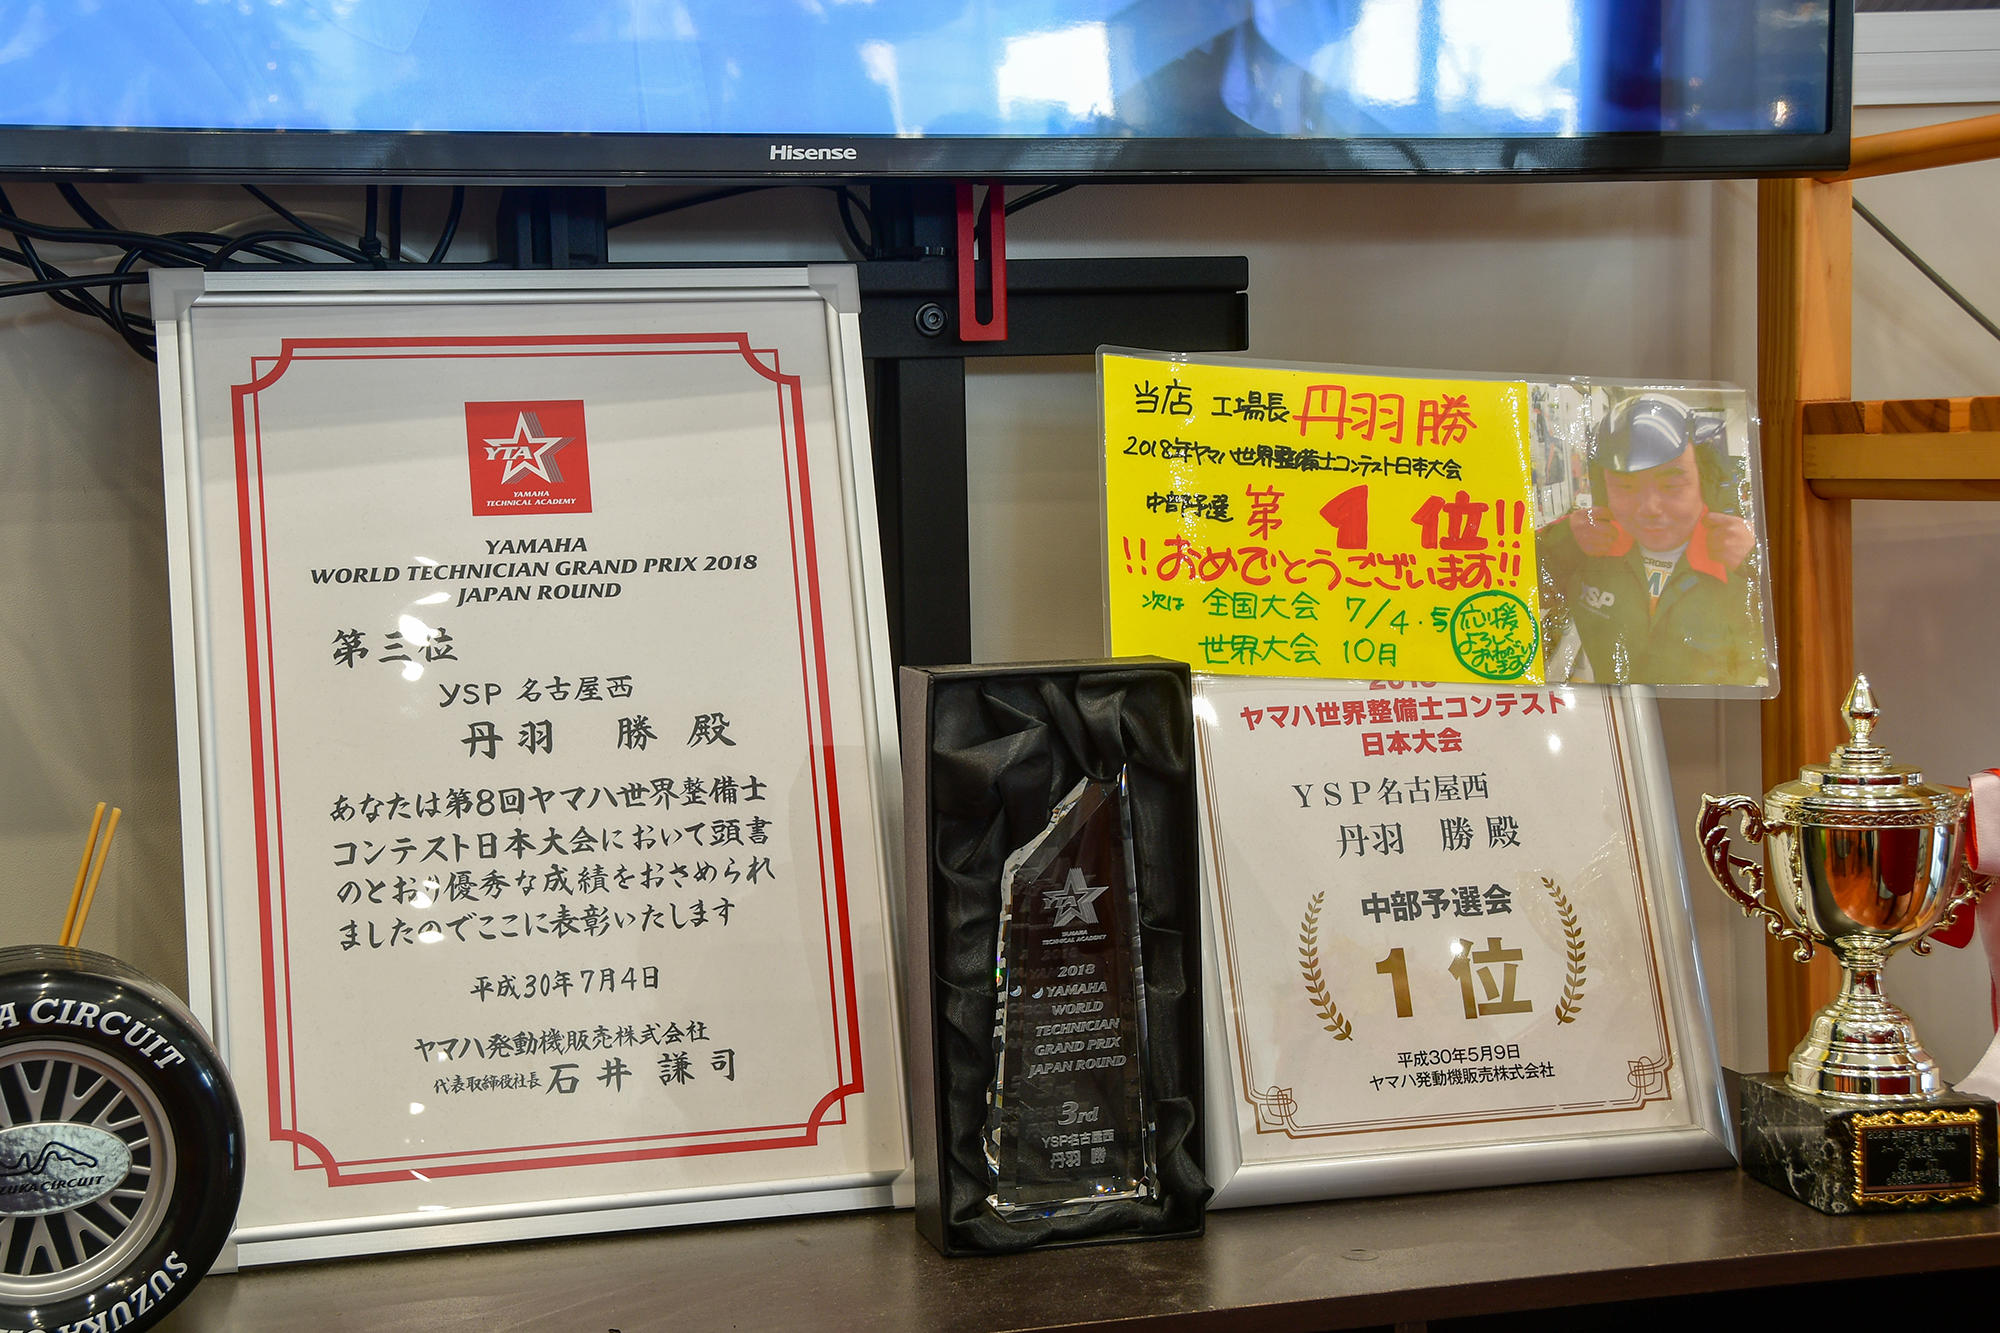 Hisense
YTA
YAMAHA
TECHNICAL ACADEMY
YAMAHA
WORLD TECHNICIAN GRAND PRIX 2018
JAPAN ROUND
第三位
YSP 名古屋西
丹羽 勝 殿
あなたは第8回ヤマハ世界整備士
コンテスト日本大会において頭書
のとおり優秀な成績をおさめられ
ましたのでここに表彰いたします
平成30年7月4日
ヤマハ発動機販売株式会社
代表取締役社長 石井 謙司
当店 工場長 丹羽 勝
2018年ヤマハ世界整備士コンテスト日本大会
中部予選 第1位!!
!!おめでとうございます!!
次は 全国大会 7/4・5
世界大会 10月
応援
よろしく
おねがい
します
YSP
YTA
YAMAHA
TECHNICAL ACADEMY
2018
YAMAHA
WORLD
TECHNICIAN
GRAND PRIX
JAPAN ROUND
3rd
YSP名古屋西
丹羽 勝
ヤマハ世界整備士コンテスト
日本大会
YSP名古屋西
丹羽 勝 殿
中部予選会
1位
平成30年5月9日
ヤマハ発動機販売株式会社
A CIRCUIT
ZUKA CIRCUIT
SUZUKA